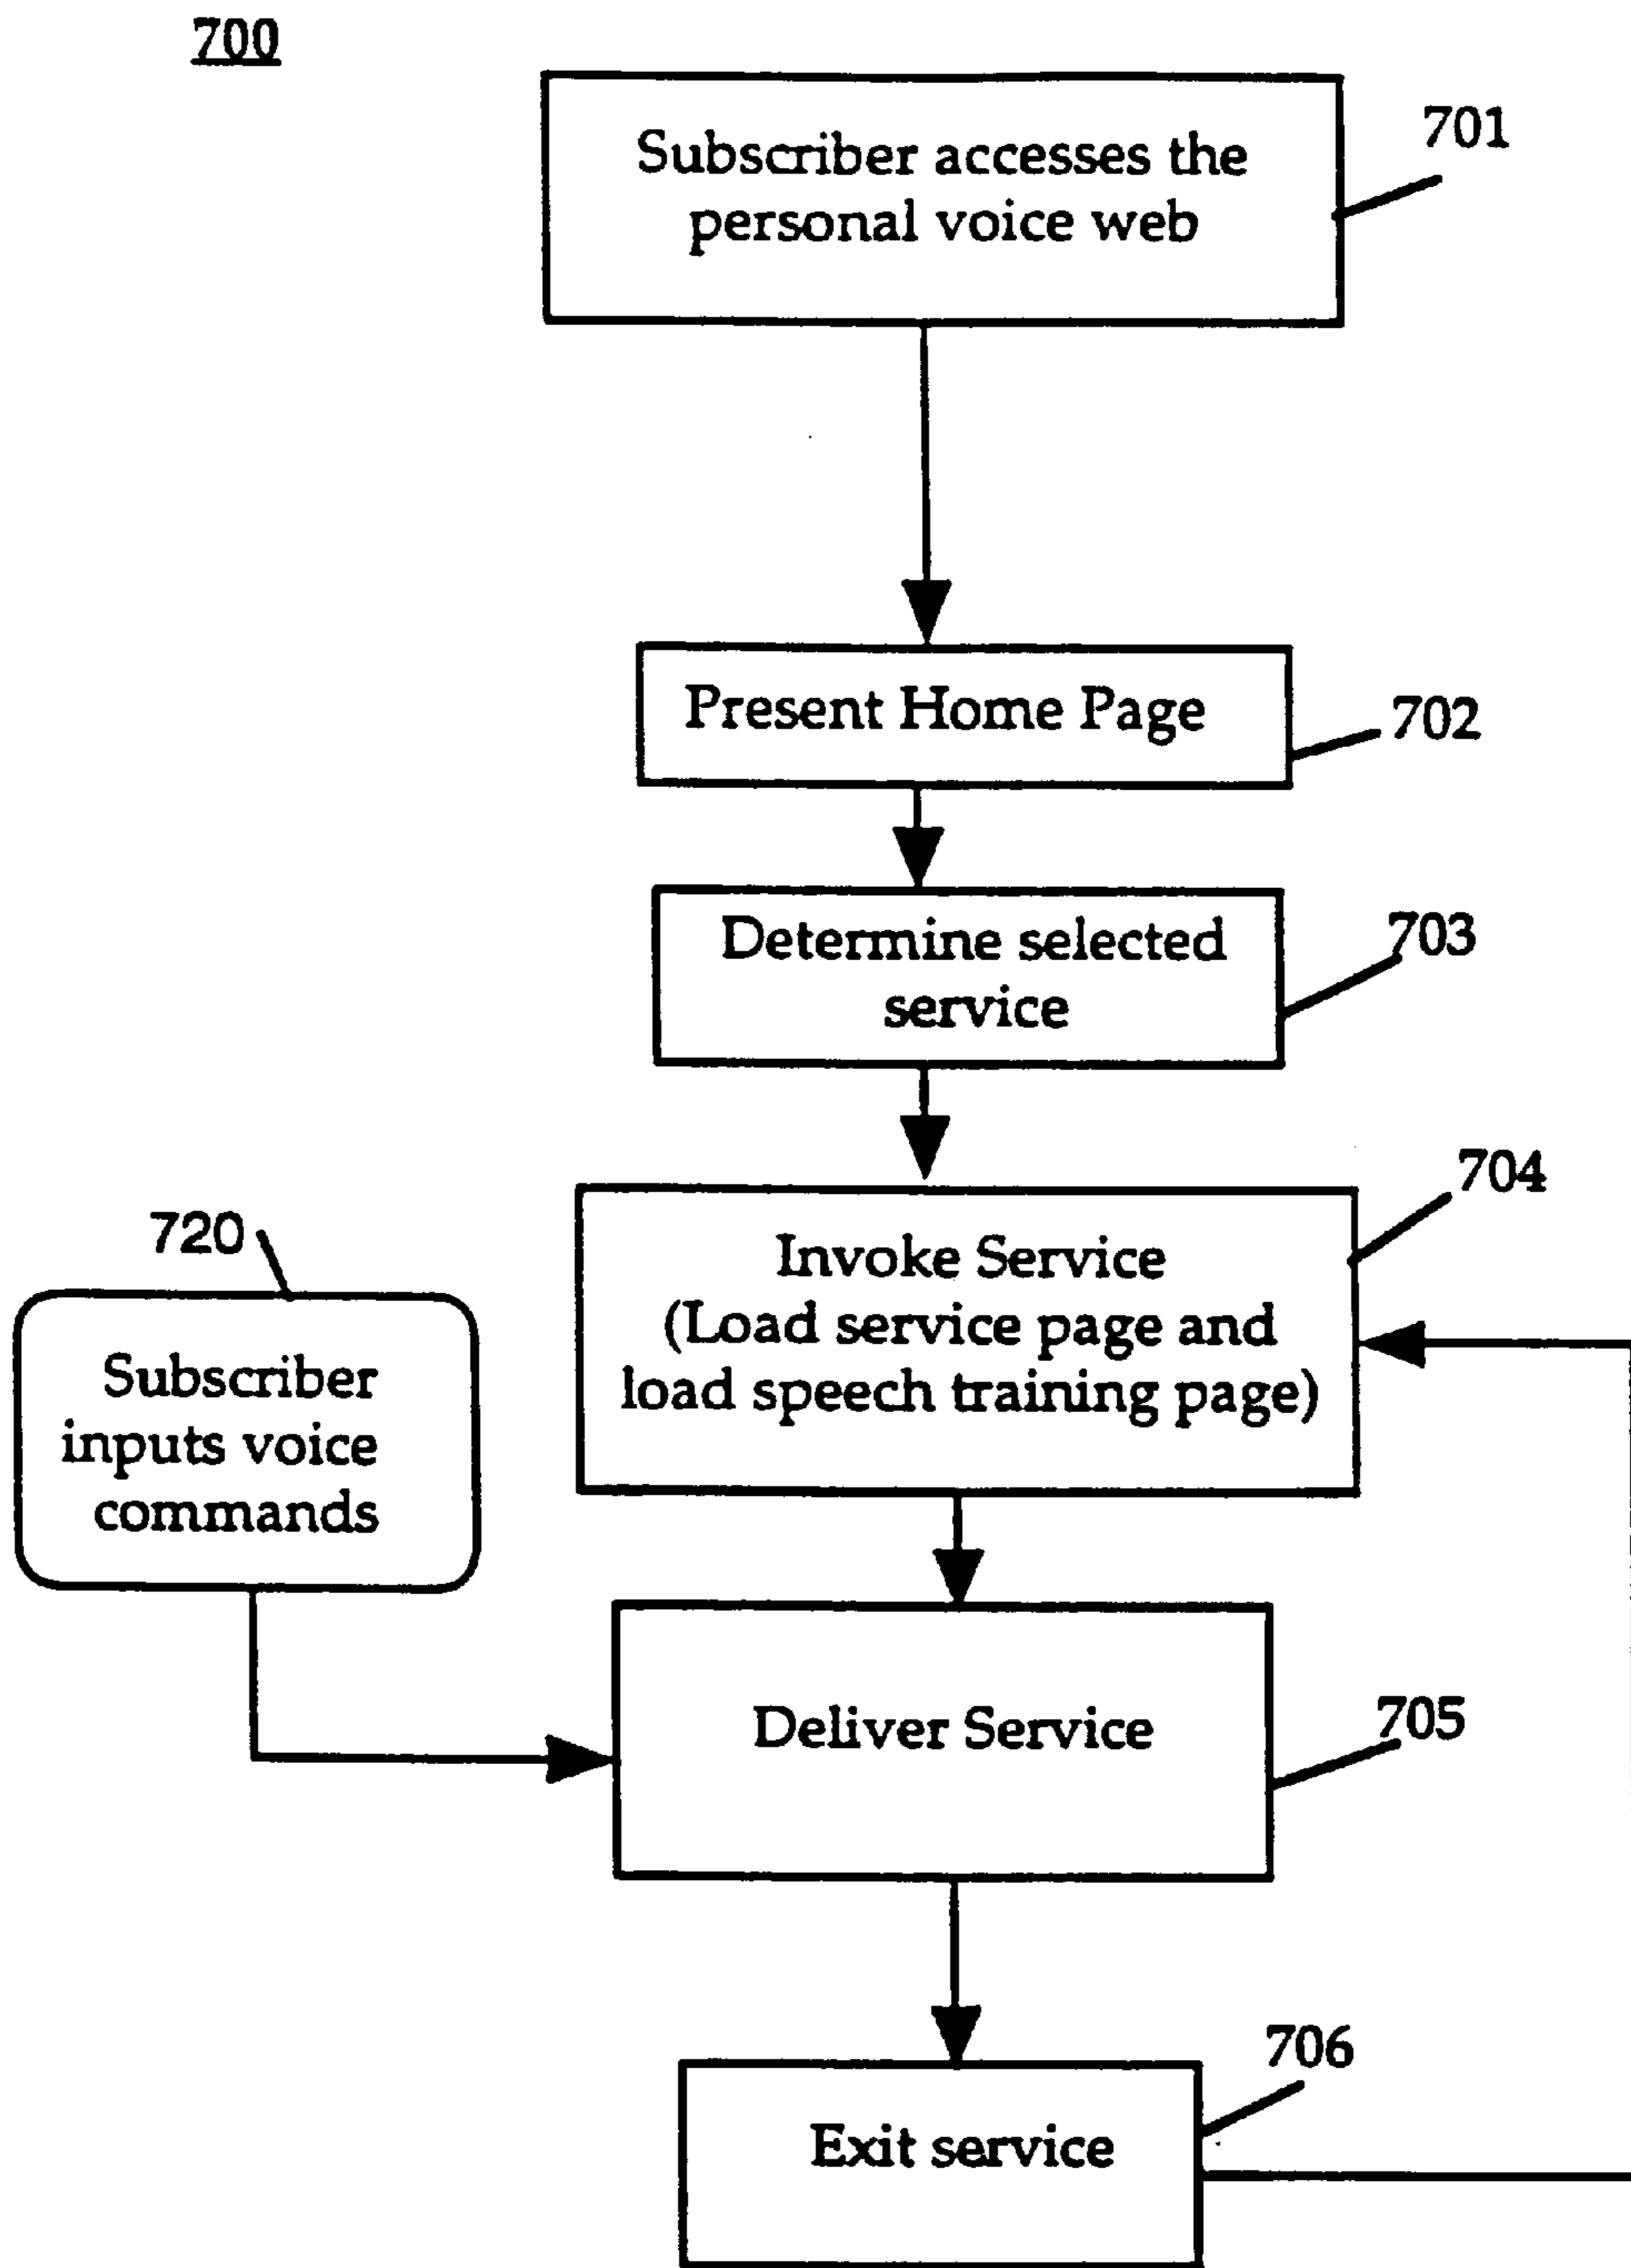 700
Subscriber accesses the
personal voice web
701
Present Home Page
702
Determine selected
service
703
704
Invoke Service
(Load service page and
load speech training page)
720
Subscriber
inputs voice
commands
Deliver Service
705
706
Exit service